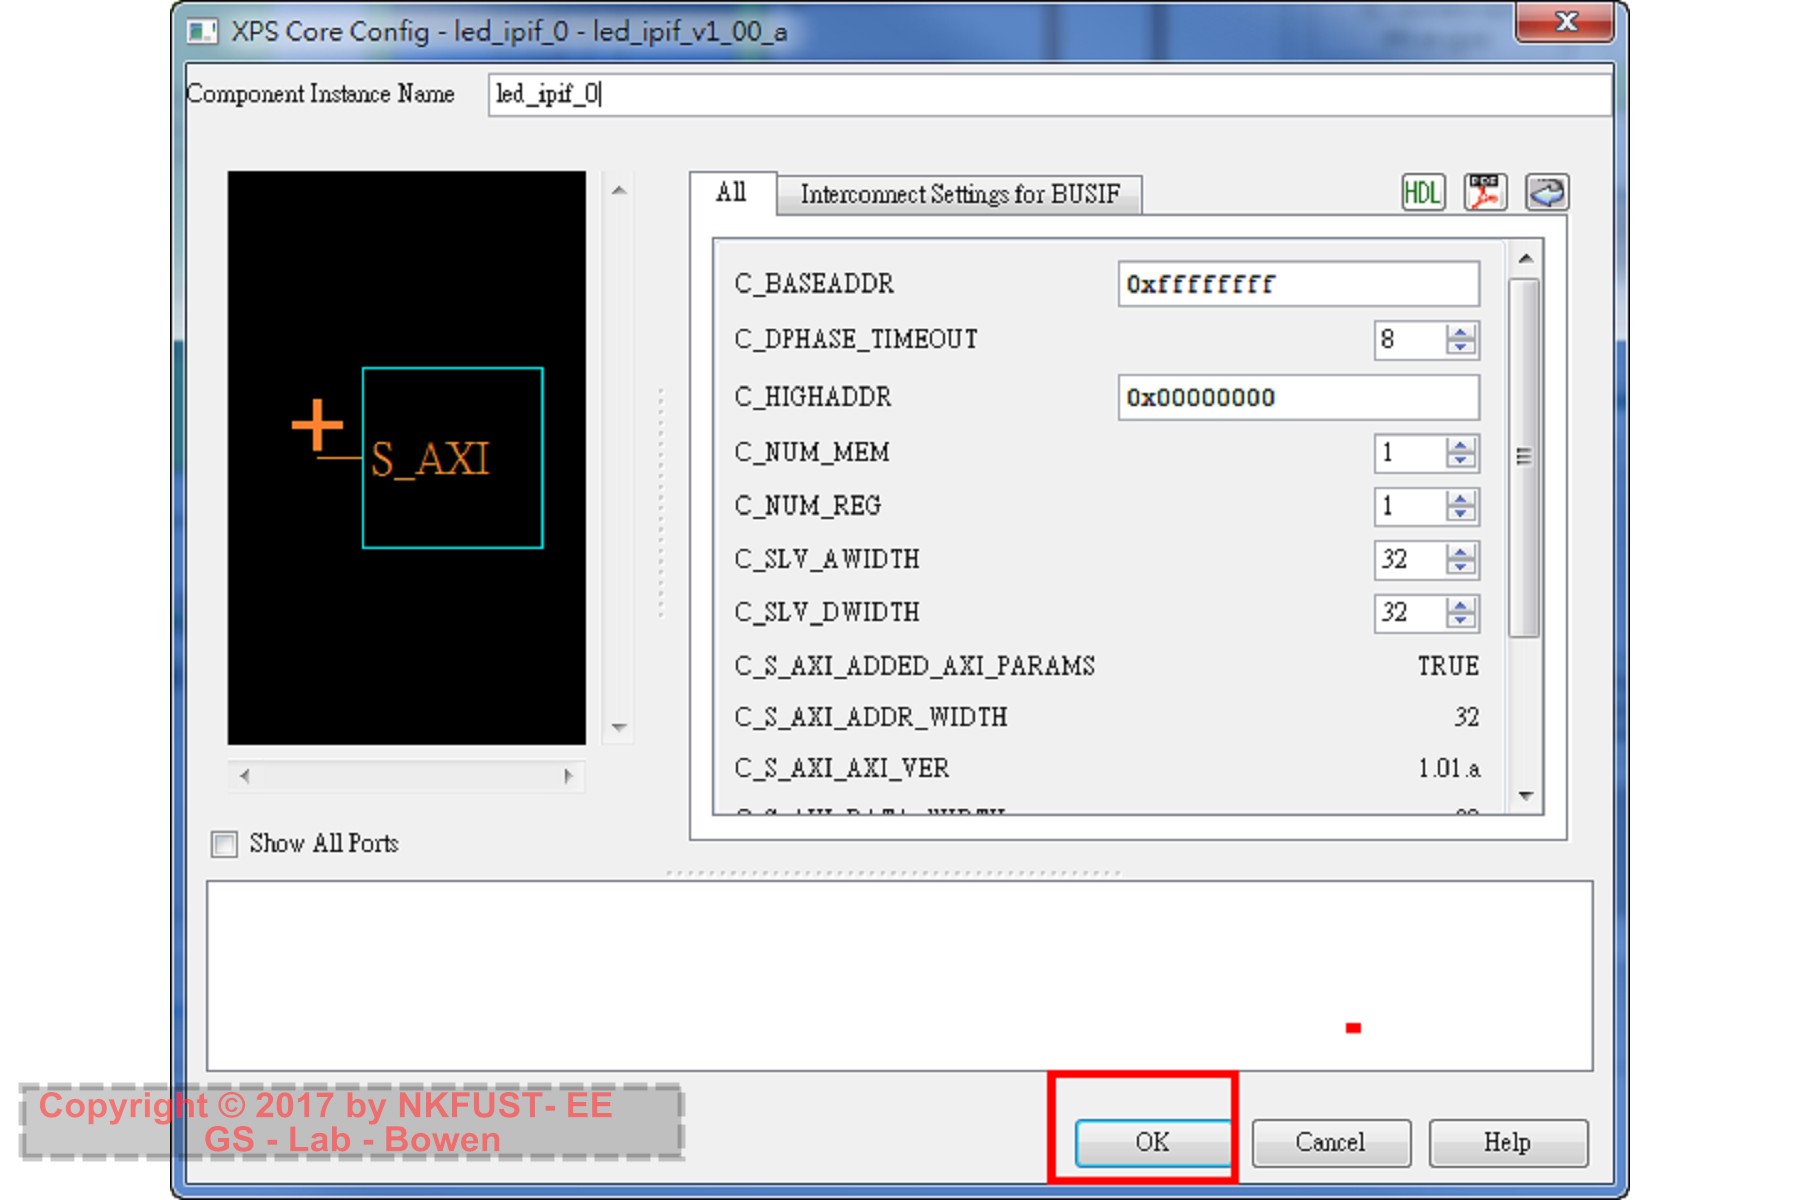 XPS Core Config - led_ipif_0 - led_ipif_v1_00_a
Component Instance Name led_ipif_0
All Interconnect Settings for BUSIF HDL
C_BASEADDR 0xffffffff
C_DPHASE_TIMEOUT 8
C_HIGHADDR 0x00000000
C_NUM_MEM 1
C_NUM_REG 1
C_SLV_AWIDTH 32
C_SLV_DWIDTH 32
C_S_AXI_ADDED_AXI_PARAMS TRUE
C_S_AXI_ADDR_WIDTH 32
C_S_AXI_AXI_VER 1.01.a
S_AXI
Show All Ports
OK Cancel Help
Copyright © 2017 by NKFUST- EE
GS - Lab - Bowen